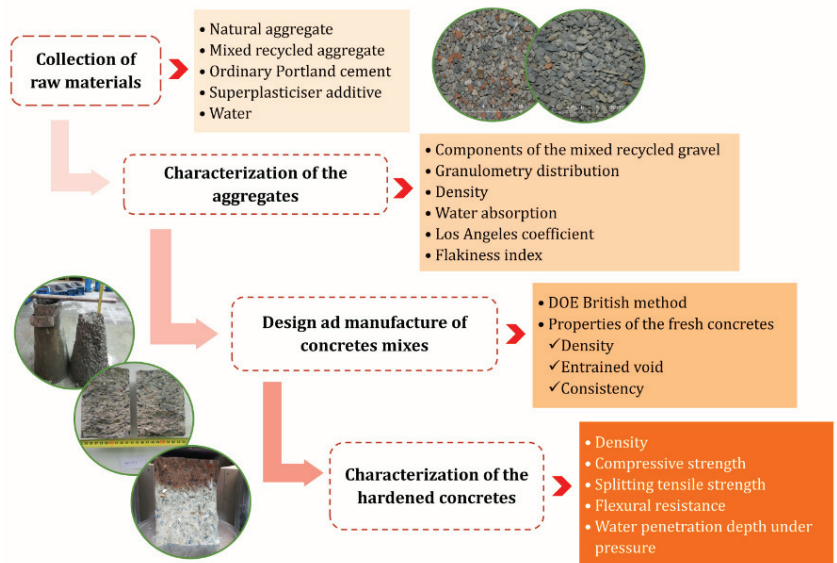 Collection of
raw materials
• Natural aggregate
• Mixed recycled aggregate
• Ordinary Portland cement
• Superplasticiser additive
• Water
Characterization of the
aggregates
• Components of the mixed recycled gravel
• Granulometry distribution
• Density
• Water absorption
• Los Angeles coefficient
• Flakiness index
Design ad manufacture of
concretes mixes
• DOE British method
• Properties of the fresh concretes
✓Density
✓Entrained void
✓Consistency
Characterization of the
hardened concretes
• Density
• Compressive strength
• Splitting tensile strength
• Flexural resistance
• Water penetration depth under
pressure